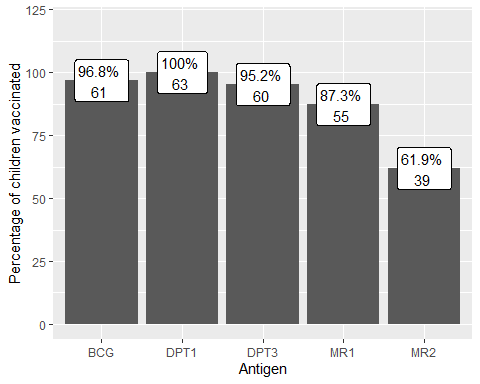 125
100
75
50
25
0
Percentage of children vaccinated
96.8%
61
100%
63
95.2%
60
87.3%
55
61.9%
39
BCG
DPT1
DPT3
MR1
MR2
Antigen